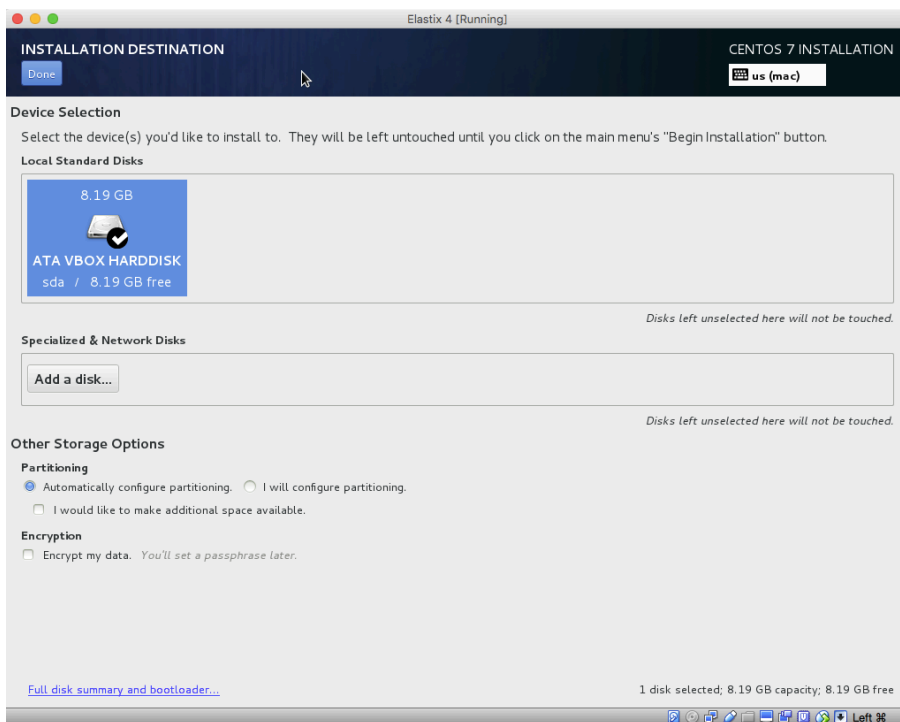 Elastix 4 [Running]
INSTALLATION DESTINATION
CENTOS 7 INSTALLATION
Done
us (mac)
Device Selection
Select the device(s) you'd like to install to. They will be left untouched until you click on the main menu's "Begin Installation" button.
Local Standard Disks
8.19 GB
ATA VBOX HARDDISK
sda / 8.19 GB free
Disks left unselected here will not be touched.
Specialized & Network Disks
Add a disk...
Disks left unselected here will not be touched.
Other Storage Options
Partitioning
Automatically configure partitioning. I will configure partitioning.
I would like to make additional space available.
Encryption
Encrypt my data. You'll set a passphrase later.
Full disk summary and bootloader... 1 disk selected; 8.19 GB capacity; 8.19 GB free
Left ⌘